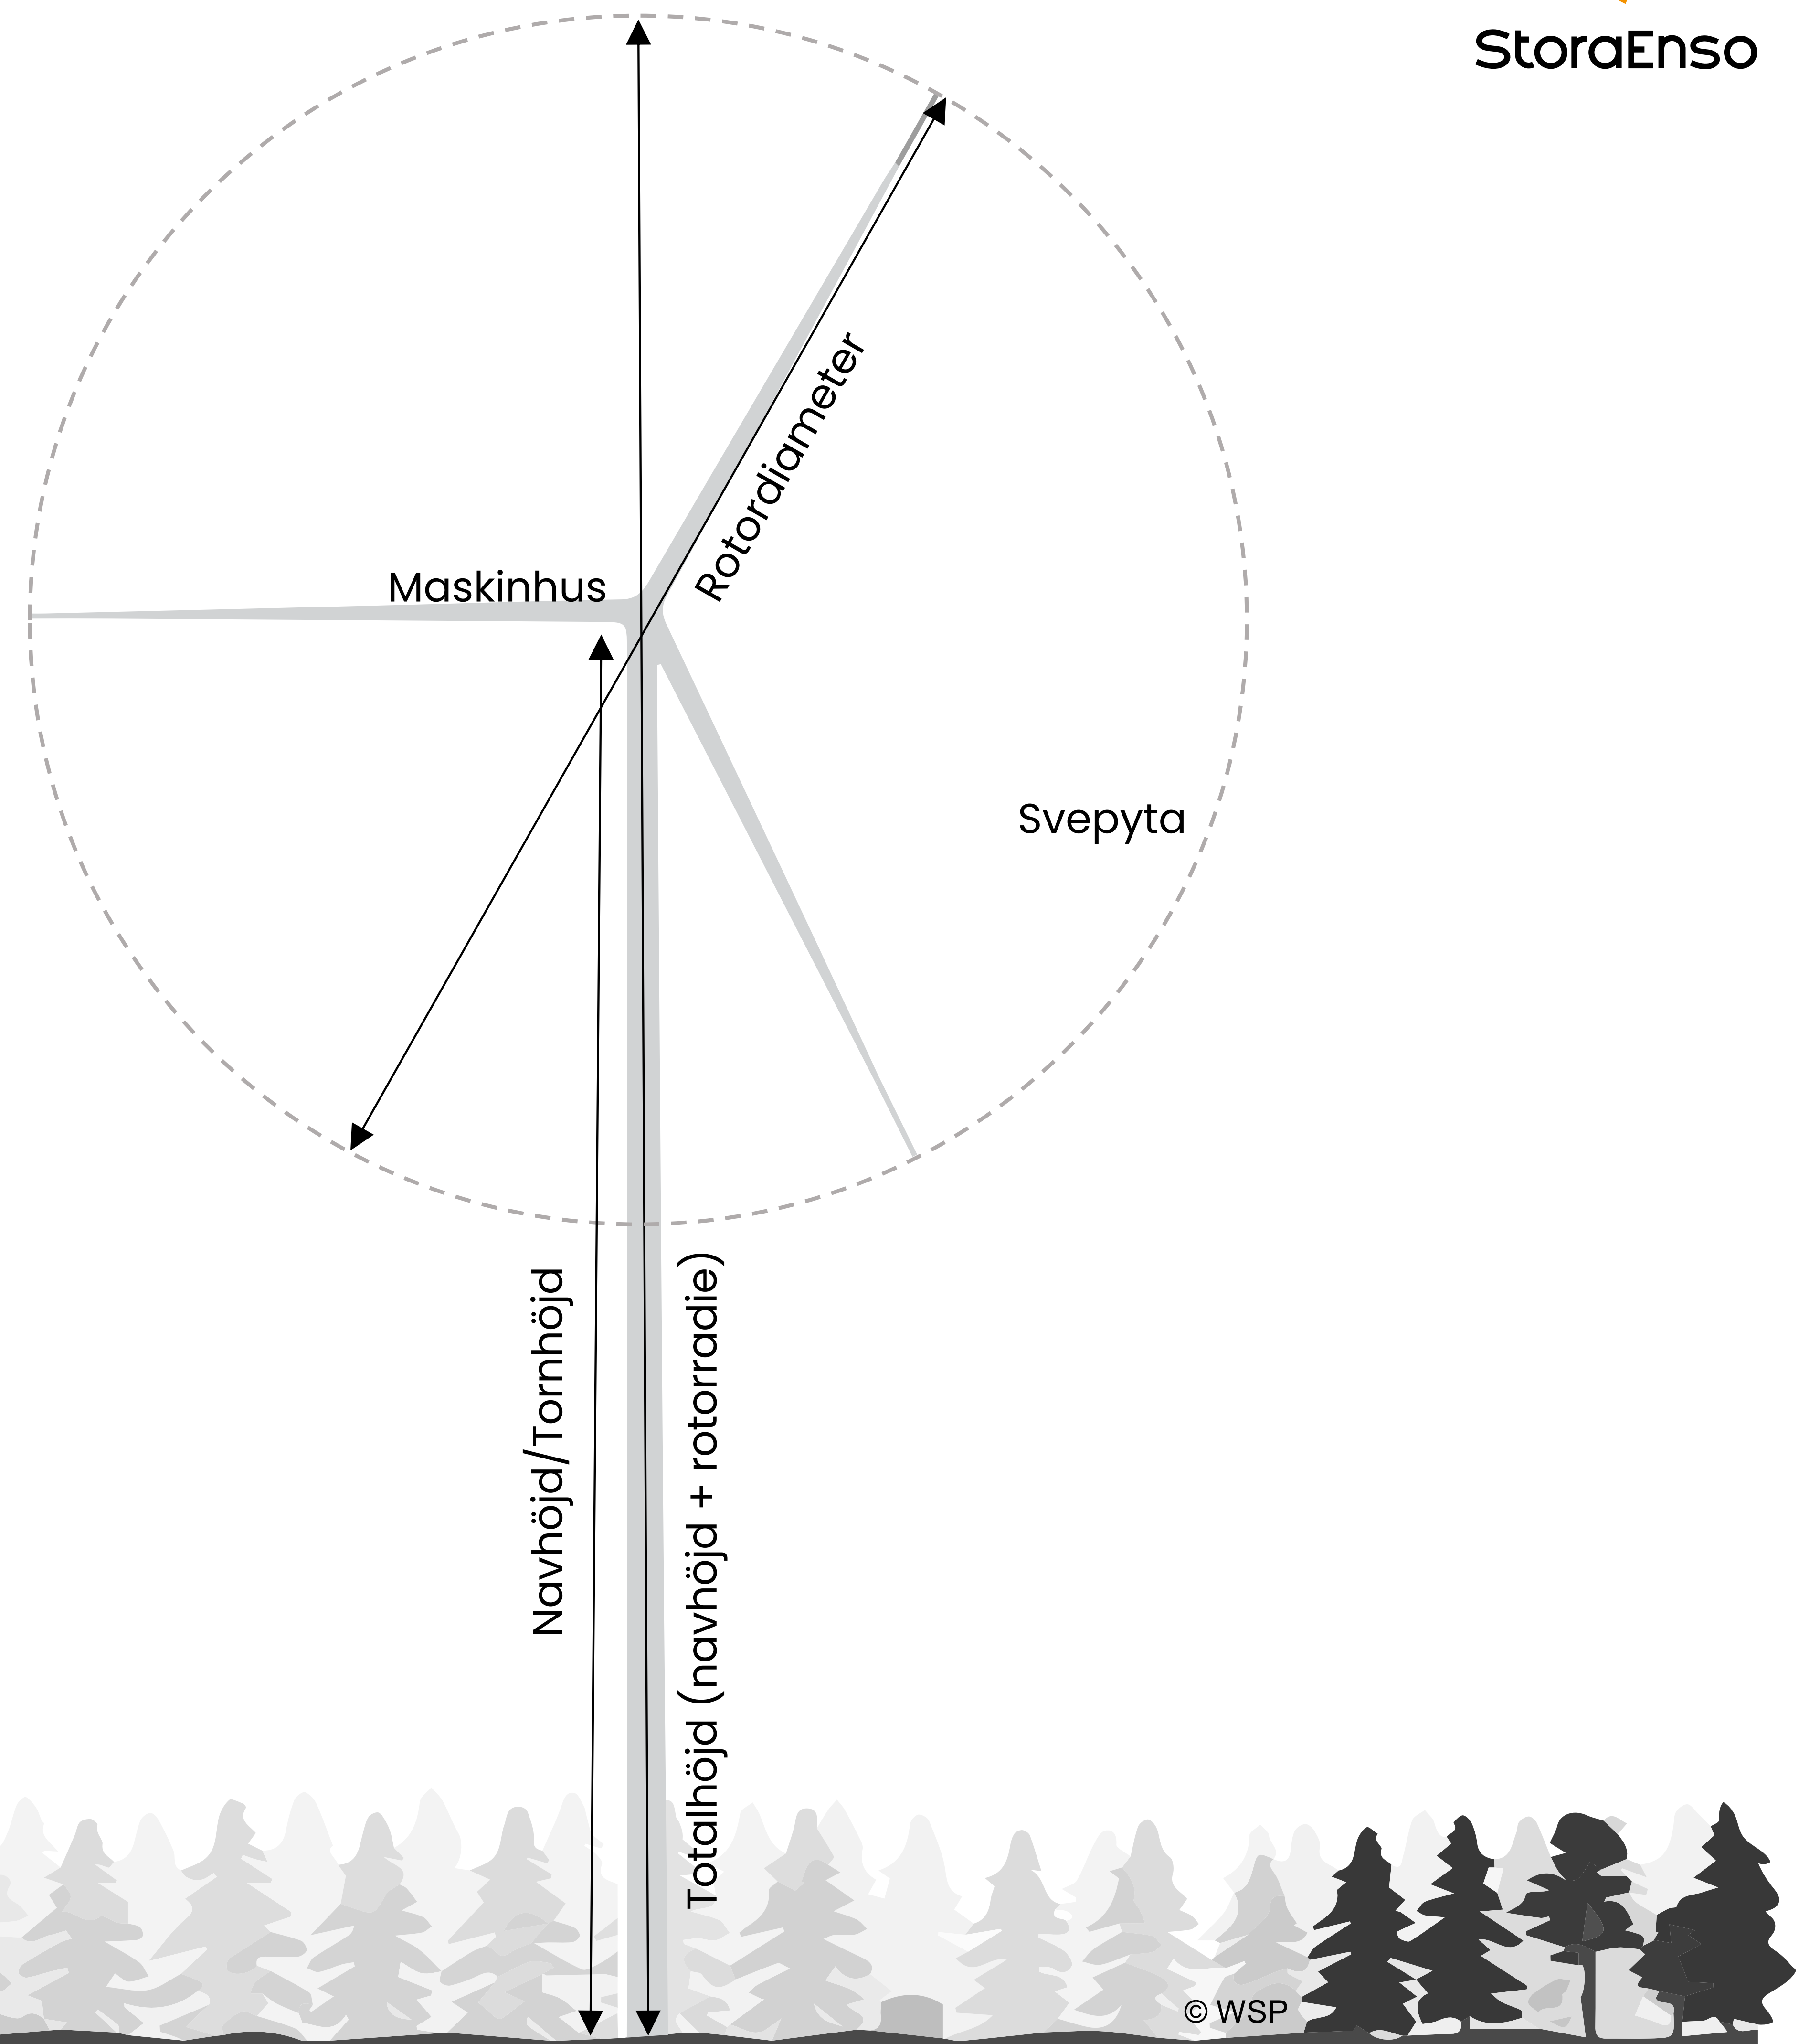 StoraEnso
Rotordiameter
Maskinhus
Svepyta
Navhöjd/Tornhöjd
Totalhöjd (navhöjd + rotorradie)
© WSP